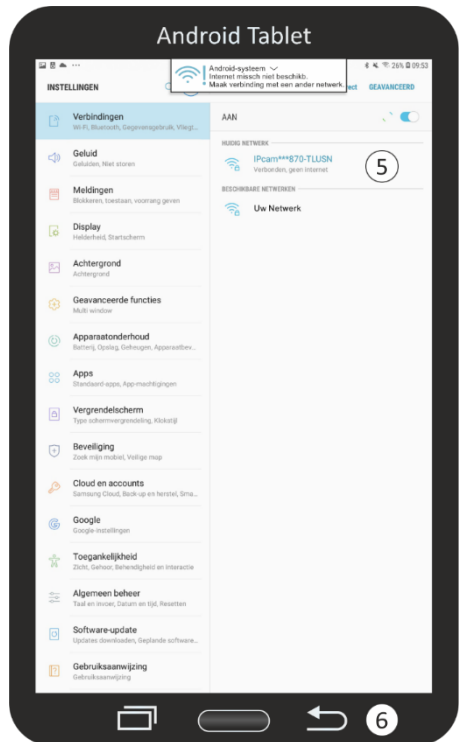 Android Tablet
26% 09:53
Android-systeem
Internet missch niet beschikb.
Maak verbinding met een ander netwerk
INSTELLINGEN
ect
GEAVANCEERD
Verbindingen
Wi-Fi, Bluetooth, Gegevensgebruik, Vliegt...
AAN
Geluid
Geluiden, Niet storen
HUIDIG NETWERK
IPcam***870-TLUSN
Verbonden, geen internet
5
Meldingen
Blokkeren, toestaan, voorrang geven
BESCHIKBARE NETWERKEN
Uw Netwerk
Display
Helderheid, Startscherm
Achtergrond
Achtergrond
Geavanceerde functies
Multi window
Apparaatonderhoud
Batterij, Opslag, Geheugen, Apparaatbev...
Apps
Standaard-apps, App-machtigingen
Vergrendelscherm
Type schermvergrendeling, Klokstijl
Beveiliging
Zoek mijn mobiel, Veilige map
Cloud en accounts
Samsung Cloud, Back-up en herstel, Sma...
Google
Google-instellingen
Toegankelijkheid
Zicht, Gehoor, Behendigheid en interactie
Algemeen beheer
Taal en invoer, Datum en tijd, Resetten
Software-update
Updates downloaden, Geplande software...
Gebruiksaanwijzing
Gebruiksaanwijzing
6